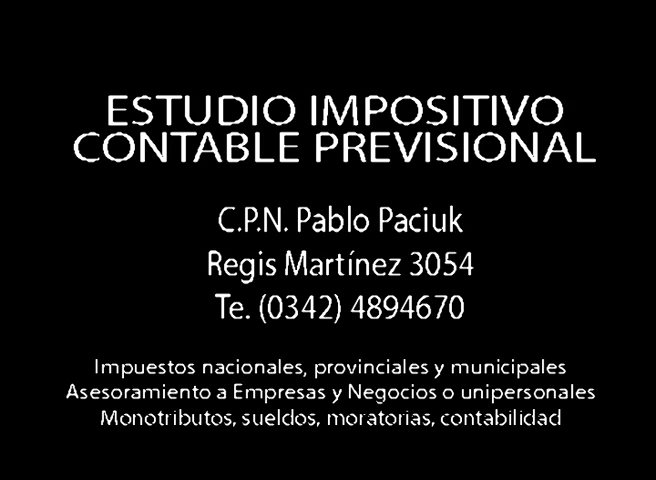 ESTUDIO IMPOSITIVO
CONTABLE PREVISIONAL
C.P.N. Pablo Paciuk
Regis Martínez 3054
Te. (0342) 4894670
Impuestos nacionales, provinciales y municipales
Asesoramiento a Empresas y Negocios o unipersonales
Monotributos, sueldos, moratorias, contabilidad